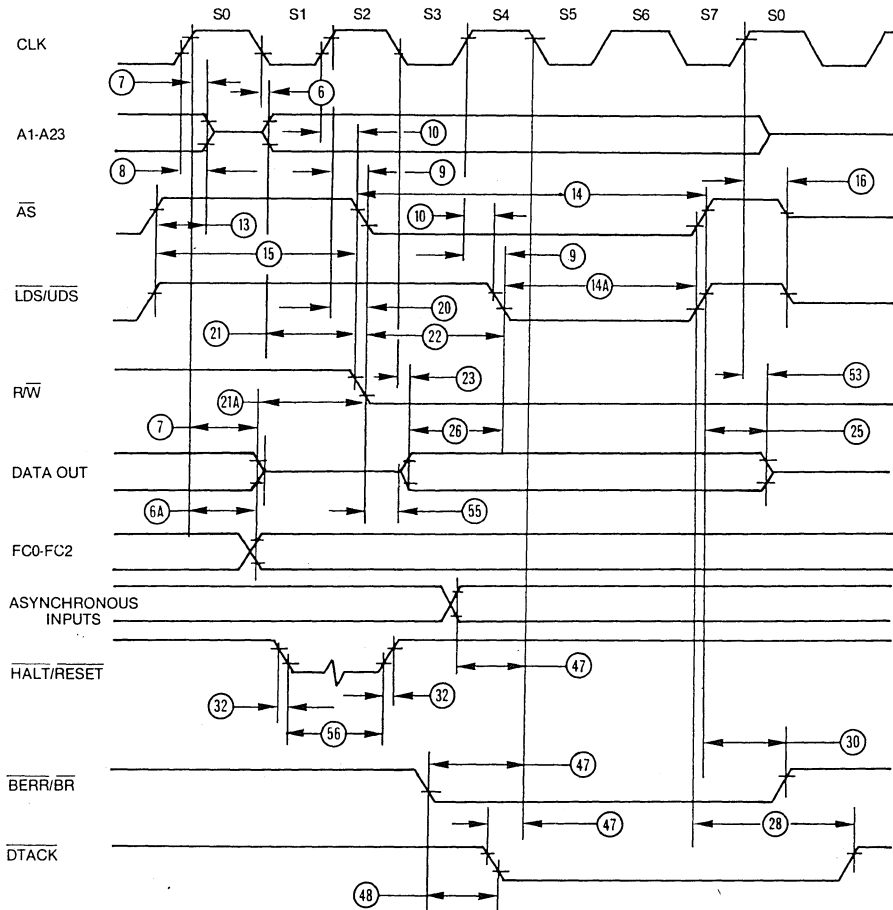 S0 S1 S2 S3 S4 S5 S6 S7 S0
CLK
7
6
A1-A23
10
8
9
16
14
AS
10
13
15
9
LDS/UDS
14A
20
21
22
R/W
23
53
21A
7
26
25
DATA OUT
6A
55
FC0-FC2
ASYNCHRONOUS
INPUTS
HALT/RESET
47
32
32
56
30
BERR/BR
47
47
28
DTACK
48